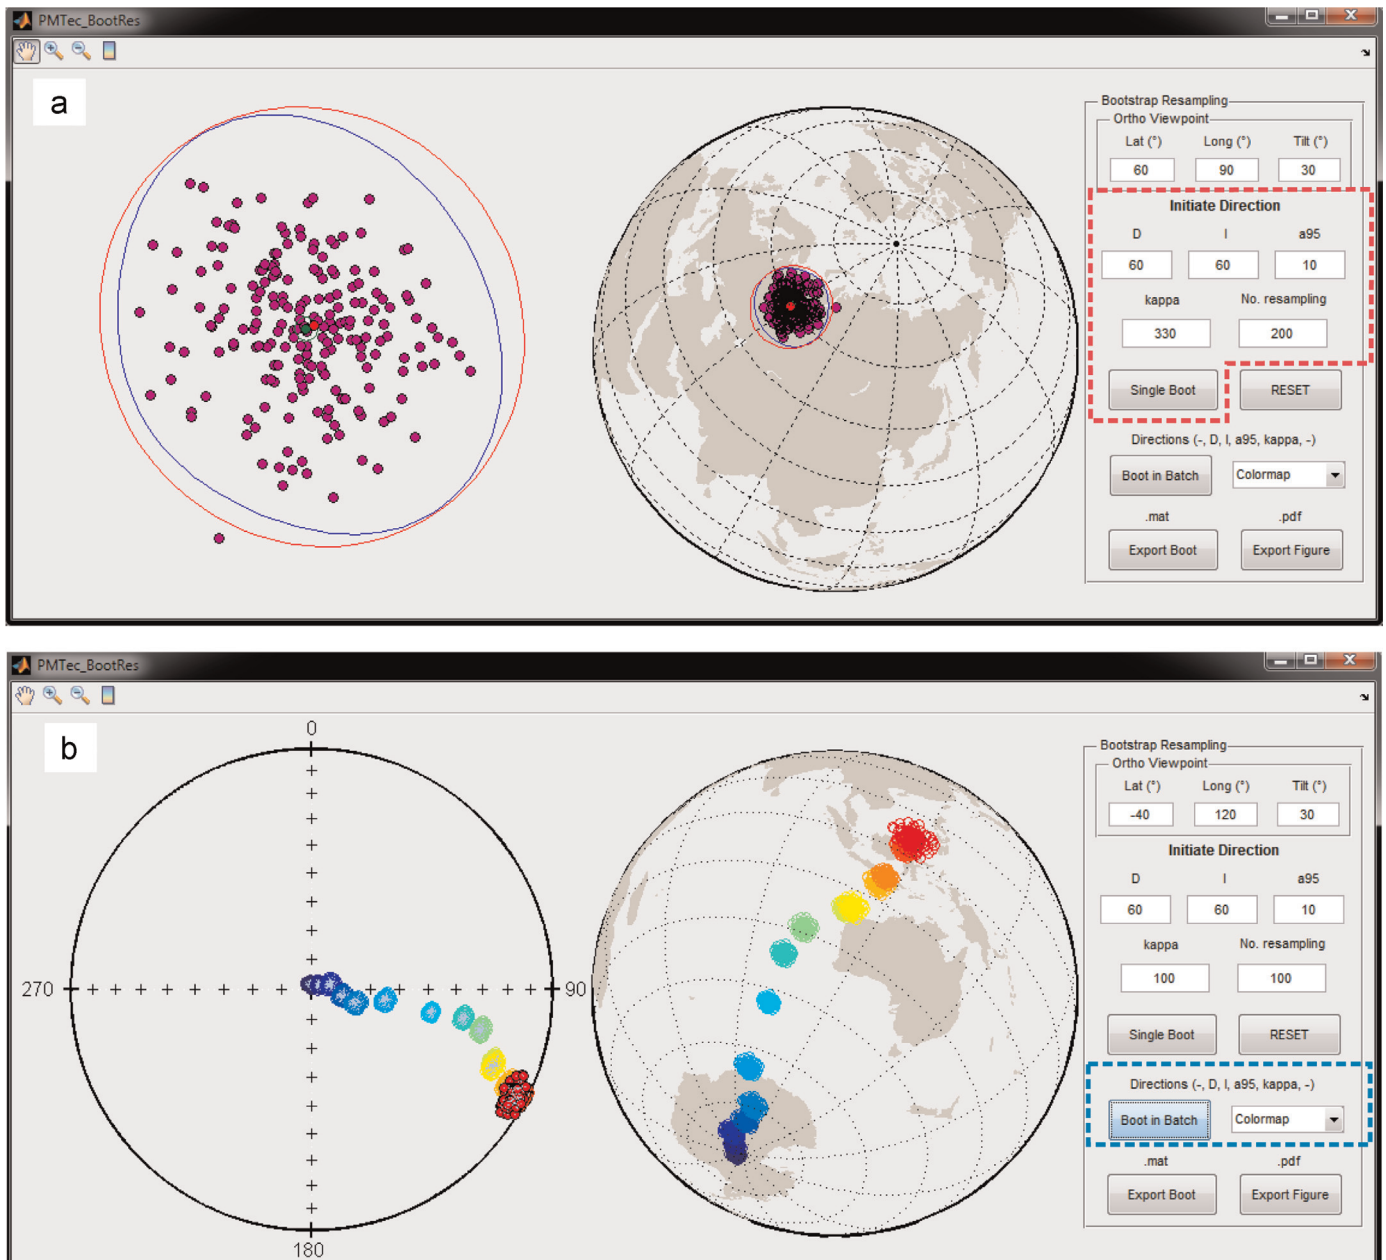 PMTec_BootRes
a
Bootstrap Resampling
Ortho Viewpoint
Lat (°) Long (°) Tilt (°)
60 90 30
Initiate Direction
D I a95
60 60 10
kappa No. resampling
330 200
Single Boot RESET
Directions (-, D, I, a95, kappa, -)
Boot in Batch Colormap
.mat .pdf
Export Boot Export Figure
PMTec_BootRes
b
0
270
90
180
Bootstrap Resampling
Ortho Viewpoint
Lat (°) Long (°) Tilt (°)
-40 120 30
Initiate Direction
D I a95
60 60 10
kappa No. resampling
100 100
Single Boot RESET
Directions (-, D, I, a95, kappa, -)
Boot in Batch Colormap
.mat .pdf
Export Boot Export Figure